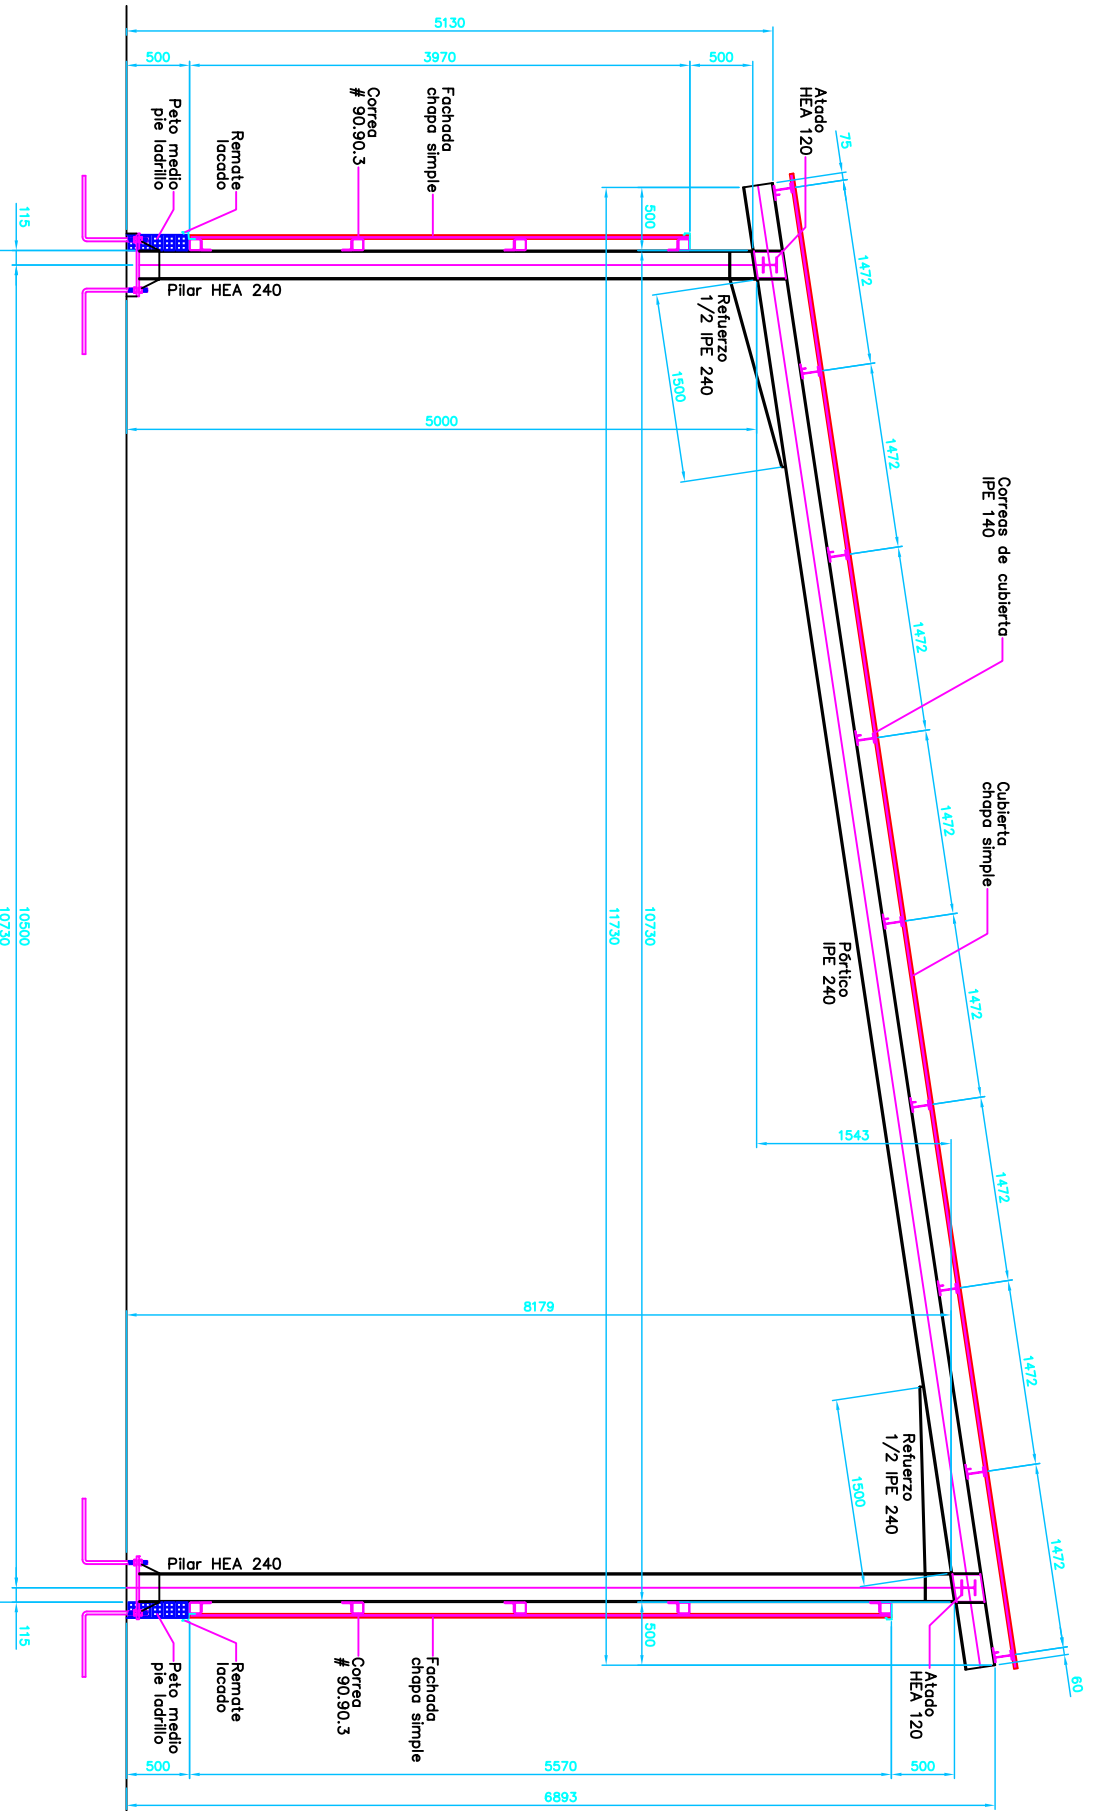 75
1472
1472
1472
1472
1472
1472
1472
1472
60
Correas de cubierta
IPE 140
Cubierta
chapa simple
Atado
HEA 120
Pórtico
IPE 240
Refuerzo
1/2 IPE 240
1500
1543
Refuerzo
1/2 IPE 240
1500
Atado
HEA 120
5130
500
3970
500
500
10730
500
11730
5000
8179
Fachada
chapa simple
Correa
# 90.90.3
Remate
lacado
Peto medio
pie ladrillo
Pilar HEA 240
Pilar HEA 240
Fachada
chapa simple
Correa
# 90.90.3
Remate
lacado
Peto medio
pie ladrillo
500
5570
500
6893
115
10500
10730
115